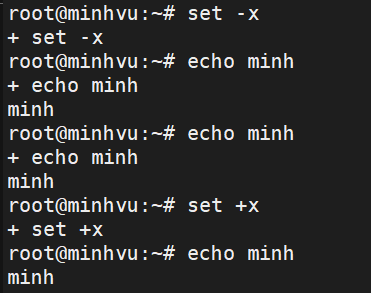 root@minhvu:~# set -x
+ set -x
root@minhvu:~# echo minh
+ echo minh
minh
root@minhvu:~# echo minh
+ echo minh
minh
root@minhvu:~# set +x
+ set +x
root@minhvu:~# echo minh
minh